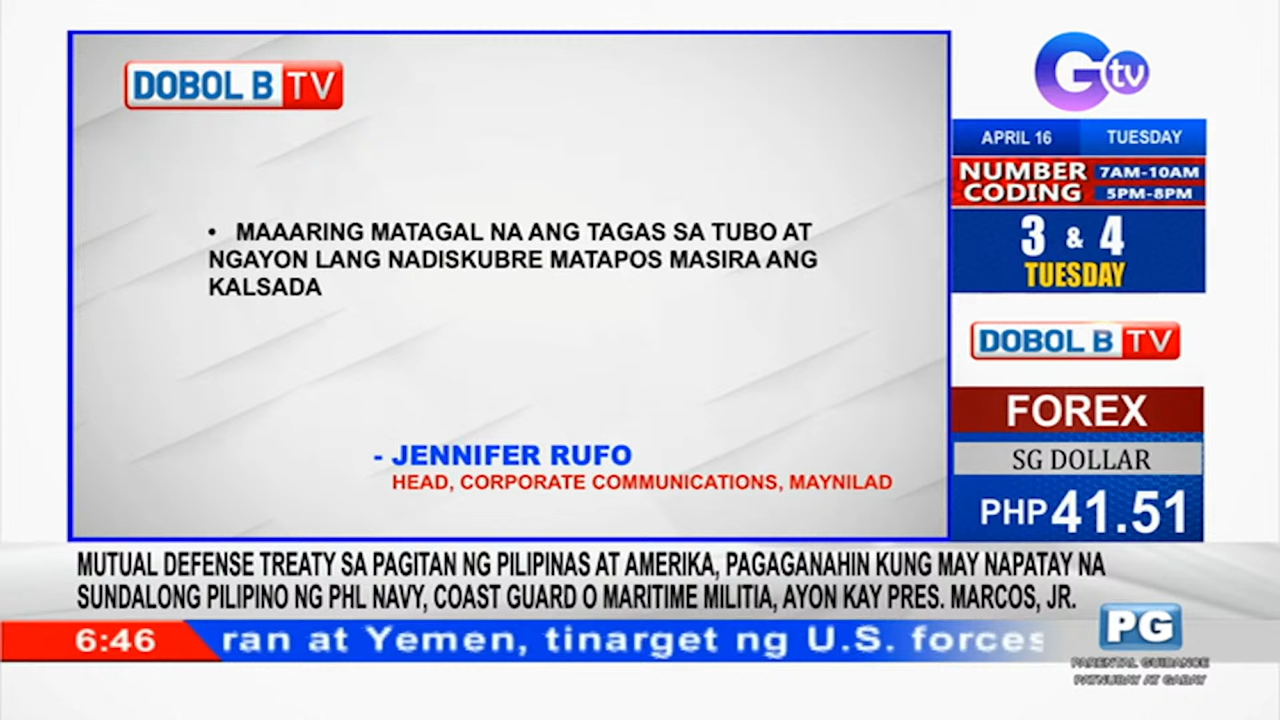 DOBOL B TV
• MAAARING MATAGAL NA ANG TAGAS SA TUBO AT
NGAYON LANG NADISKUBRE MATAPOS MASIRA ANG
KALSADA
- JENNIFER RUFO
HEAD, CORPORATE COMMUNICATIONS, MAYNILAD
Gtv
APRIL 16 TUESDAY
NUMBER CODING
7AM-10AM
5PM-8PM
3 & 4
TUESDAY
DOBOL B TV
FOREX
SG DOLLAR
PHP 41.51
MUTUAL DEFENSE TREATY SA PAGITAN NG PILIPINAS AT AMERIKA, PAGAGANAHIN KUNG MAY NAPATAY NA
SUNDALONG PILIPINO NG PHL NAVY, COAST GUARD O MARITIME MILITIA, AYON KAY PRES. MARCOS, JR.
6:46 ran at Yemen, tinarget ng U.S. forces
PG
PARENTAL GUIDANCE
PATNUBAY AT GABAY